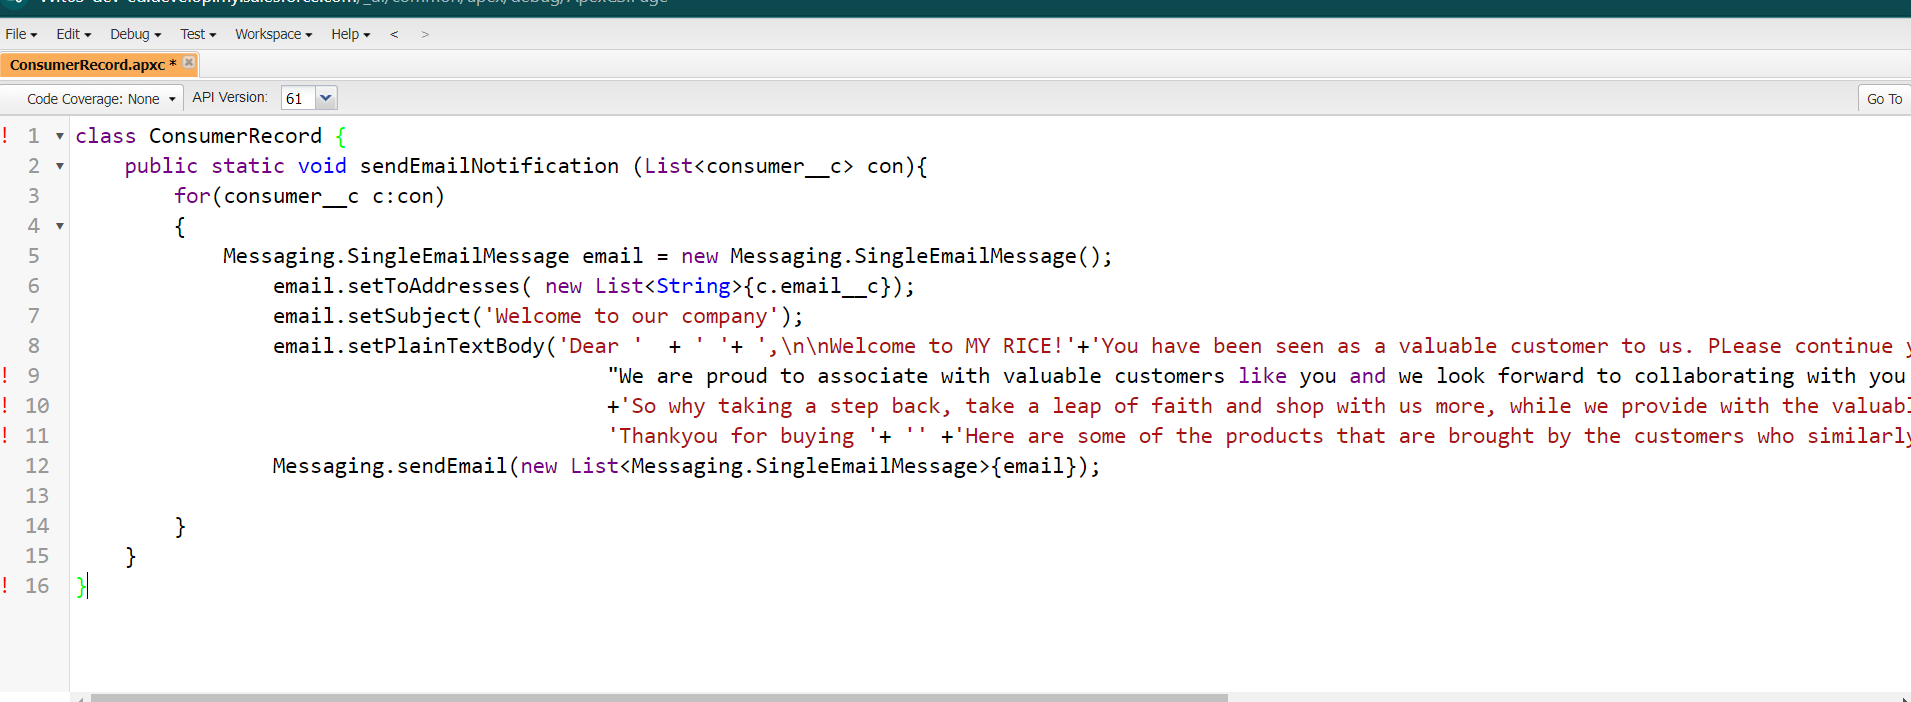 File Edit Debug Test Workspace Help < >
ConsumerRecord.apxc *
Code Coverage: None API Version: 61 Go To
! 1 class ConsumerRecord {
2 public static void sendEmailNotification (List<consumer__c> con){
3 for(consumer__c c:con)
4 {
5 Messaging.SingleEmailMessage email = new Messaging.SingleEmailMessage();
6 email.setToAddresses( new List<String>{c.email__c});
7 email.setSubject('Welcome to our company');
8 email.setPlainTextBody('Dear ' + ' '+ ',\n\nWelcome to MY RICE!'+'You have been seen as a valuable customer to us. PLease continue
! 9 "We are proud to associate with valuable customers like you and we look forward to collaborating with you
! 10 +'So why taking a step back, take a leap of faith and shop with us more, while we provide with the
! 11 'Thankyou for buying '+ '' +'Here are some of the products that are brought by the customers who similarly
12 Messaging.sendEmail(new List<Messaging.SingleEmailMessage>{email});
13
14 }
15 }
! 16 }